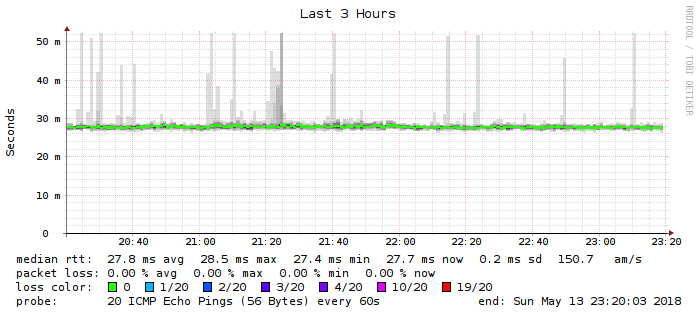 Last 3 Hours
RRDTOOL / TOBI OETIKER
Seconds
50 m
40 m
30 m
20 m
10 m
0
20:40 21:00 21:20 21:40 22:00 22:20 22:40 23:00 23:20
median rtt: 27.8 ms avg 28.5 ms max 27.4 ms min 27.7 ms now 0.2 ms sd 150.7 am/s
packet loss: 0.00 % avg 0.00 % max 0.00 % min 0.00 % now
loss color: 0 1/20 2/20 3/20 4/20 10/20 19/20
probe: 20 ICMP Echo Pings (56 Bytes) every 60s end: Sun May 13 23:20:03 2018